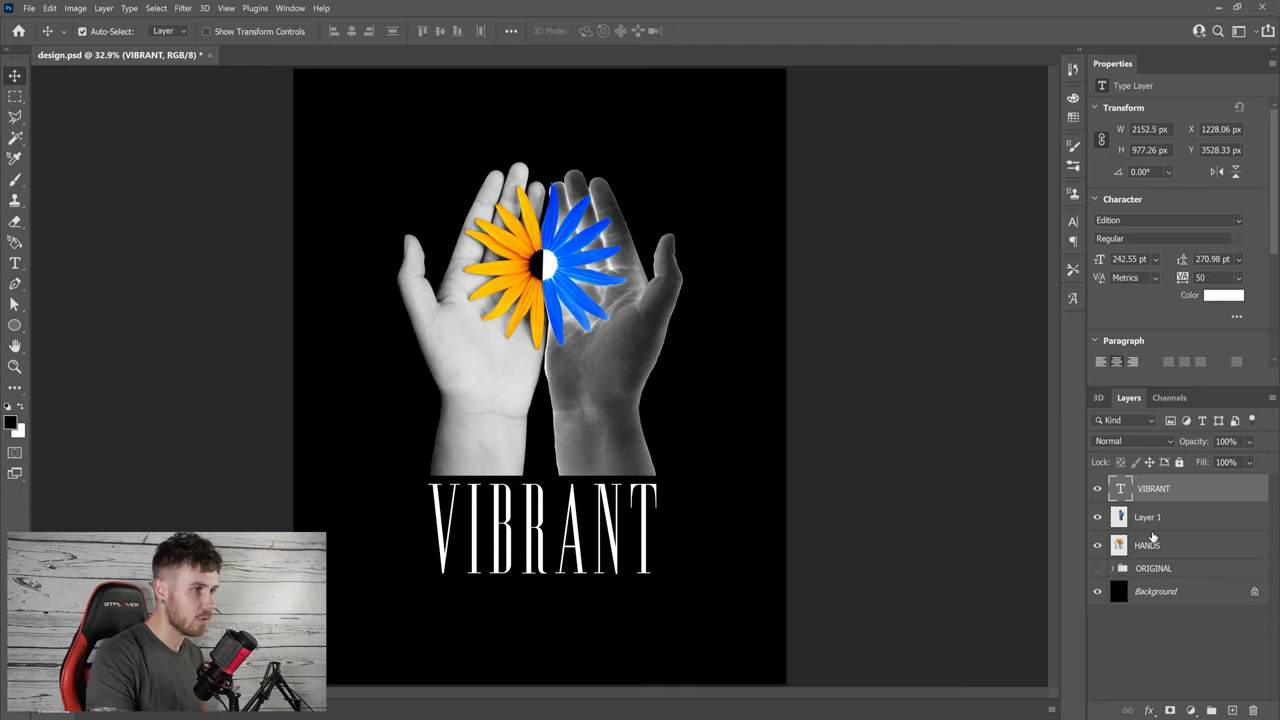 Ps File Edit Image Layer Type Select Filter 3D View Plugins Window Help
Auto-Select: Layer Show Transform Controls 3D Mode:
design.psd @ 32.9% (VIBRANT, RGB/8) * ×
Properties
T Type Layer
Transform
W 2152.5 px X 1228.06 px
H 977.26 px Y 3528.33 px
0.00°
Character
Edition
Regular
242.55 pt 270.98 pt
Metrics 50
Color
Paragraph
3D Layers Channels
Kind
Normal Opacity: 100%
Lock: Fill: 100%
T VIBRANT
Layer 1
HANDS
ORIGINAL
Background
VIBRANT
GTPLAYER